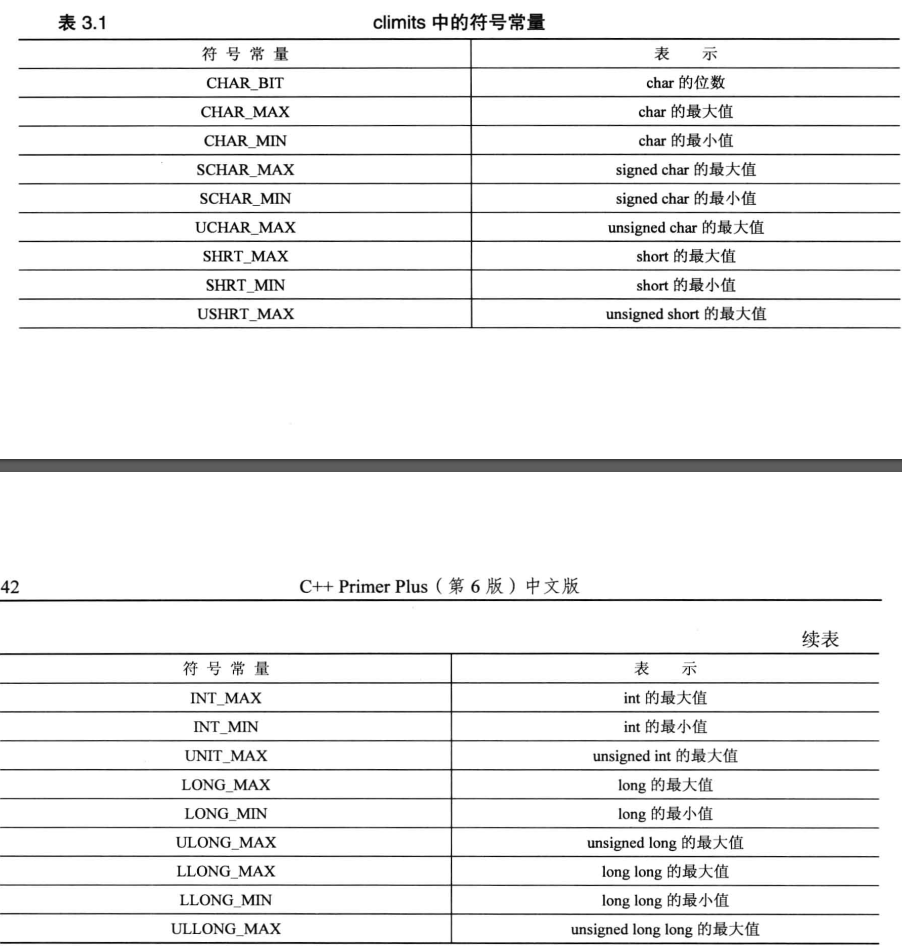 表 3.1 climits 中的符号常量
符 号 常 量 表 示
CHAR_BIT char 的位数
CHAR_MAX char 的最大值
CHAR_MIN char 的最小值
SCHAR_MAX signed char 的最大值
SCHAR_MIN signed char 的最小值
UCHAR_MAX unsigned char 的最大值
SHRT_MAX short 的最大值
SHRT_MIN short 的最小值
USHRT_MAX unsigned short 的最大值
42 C++ Primer Plus（第 6 版）中文版
续表
符 号 常 量 表 示
INT_MAX int 的最大值
INT_MIN int 的最小值
UNIT_MAX unsigned int 的最大值
LONG_MAX long 的最大值
LONG_MIN long 的最小值
ULONG_MAX unsigned long 的最大值
LLONG_MAX long long 的最大值
LLONG_MIN long long 的最小值
ULLONG_MAX unsigned long long 的最大值